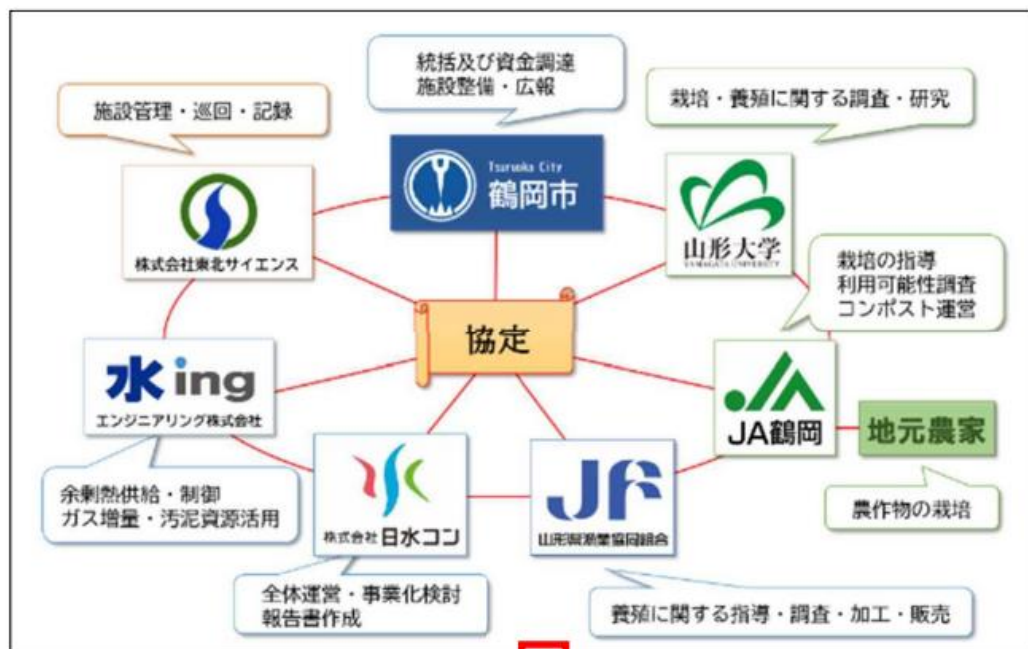 統括及び資金調達
施設整備・広報
施設管理・巡回・記録
栽培・養殖に関する調査・研究
Tsuruoka City
鶴岡市
株式会社東北サイエンス
山形大学
YAMAGATA UNIVERSITY
栽培の指導
利用可能性調査
コンポスト運営
協定
水ing
エンジニアリング株式会社
JA鶴岡
地元農家
余剰熱供給・制御
ガス増量・汚泥資源活用
株式会社日水コン
JF
山形県漁業協同組合
農作物の栽培
全体運営・事業化検討
報告書作成
養殖に関する指導・調査・加工・販売